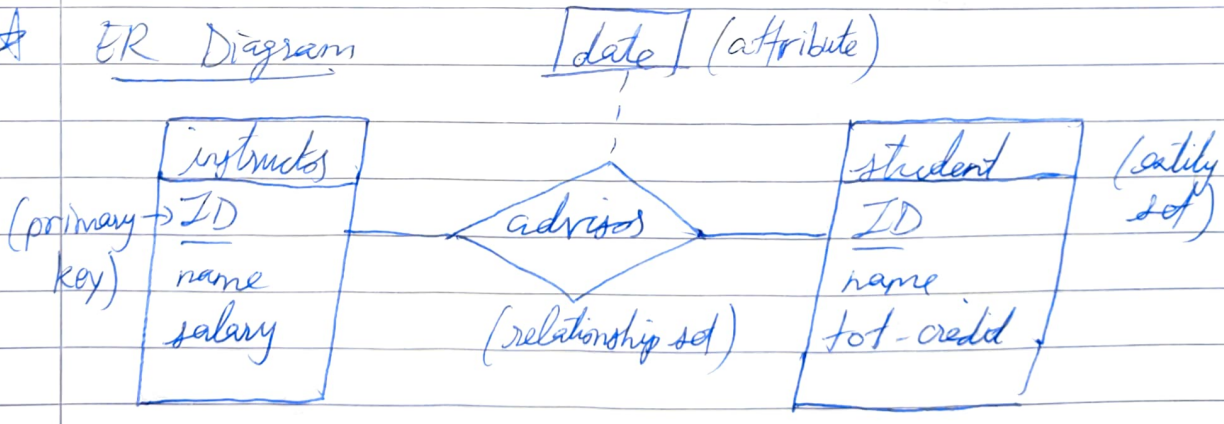 ER Diagram
date (attribute)
instructor
student (entity set)
(primary key) → ID
name
salary
advisor
(relationship set)
ID
name
tot-credit